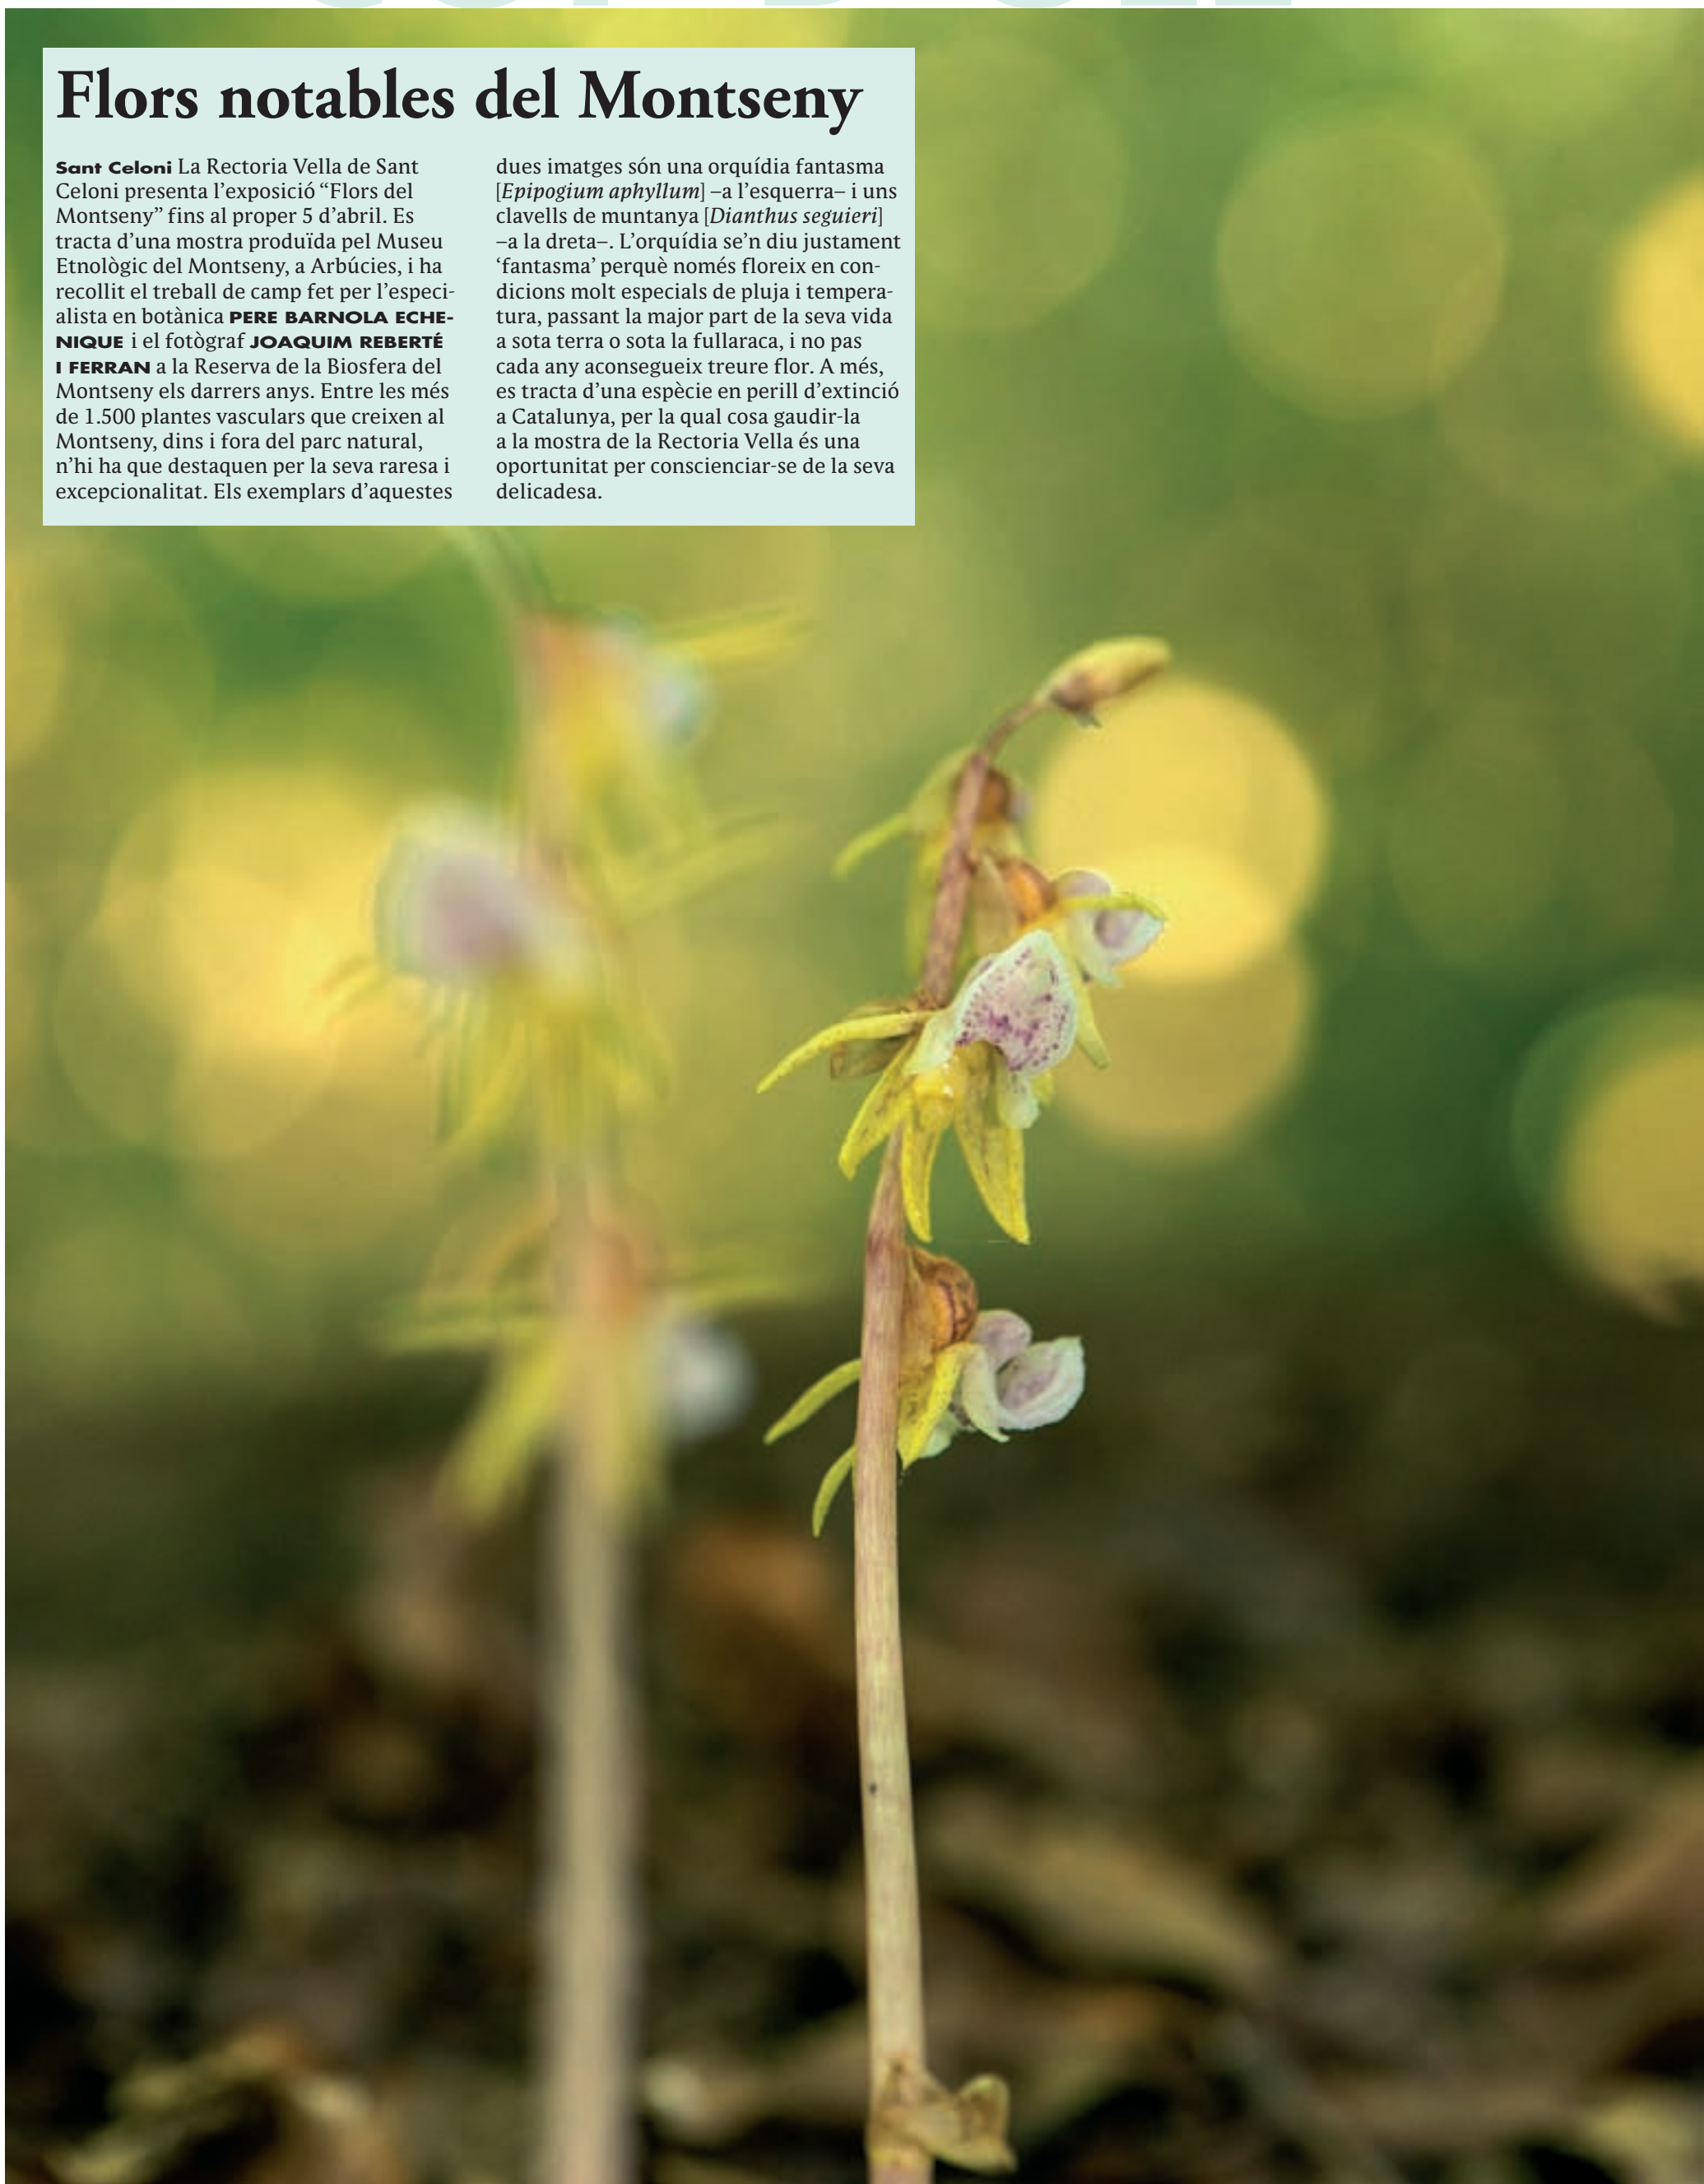 Flors notables del Montseny
Sant Celoni La Rectoria Vella de Sant
Celoni presenta l'exposició “Flors del
Montseny” fins al proper 5 d'abril. Es
tracta d'una mostra produïda pel Museu
Etnològic del Montseny, a Arbúcies, i ha
recollit el treball de camp fet per l'especi-
alista en botànica PERE BARNOLA ECHE-
NIQUE i el fotògraf JOAQUIM REBERTÉ
I FERRAN a la Reserva de la Biosfera del
Montseny els darrers anys. Entre les més
de 1.500 plantes vasculars que creixen al
Montseny, dins i fora del parc natural,
n'hi ha que destaquen per la seva raresa i
excepcionalitat. Els exemplars d'aquestes
dues imatges són una orquídia fantasma
[Epipogium aphyllum] –a l'esquerra– i uns
clavells de muntanya [Dianthus seguieri]
–a la dreta–. L'orquídia se'n diu justament
‘fantasma’ perquè només floreix en con-
dicions molt especials de pluja i tempera-
tura, passant la major part de la seva vida
a sota terra o sota la fullaraca, i no pas
cada any aconsegueix treure flor. A més,
es tracta d'una espècie en perill d'extinció
a Catalunya, per la qual cosa gaudir-la
a la mostra de la Rectoria Vella és una
oportunitat per conscienciar-se de la seva
delicadesa.